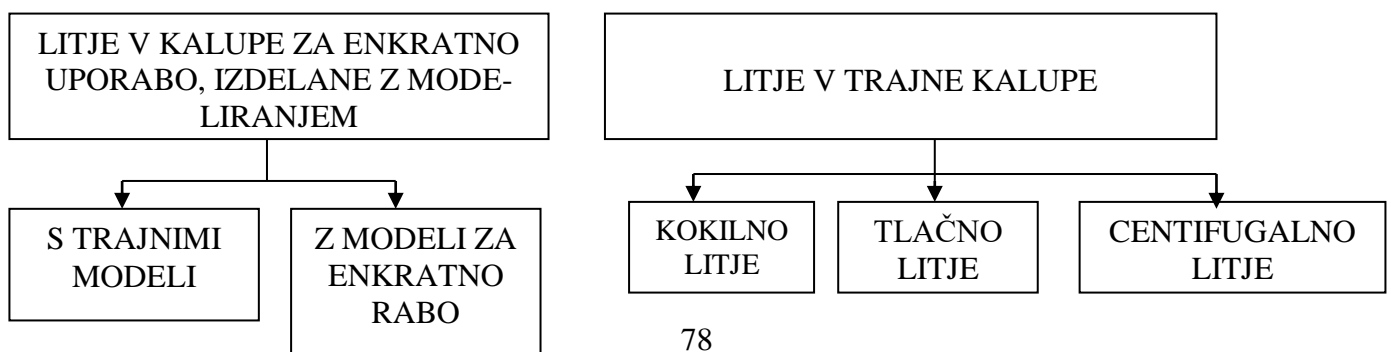 LITJE V KALUPE ZA ENKRATNO
UPORABO, IZDELANE Z MODE-
LIRANJEM
LITJE V TRAJNE KALUPE
S TRAJNIMI
MODELI
Z MODELI ZA
ENKRATNO
RABO
KOKILNO
LITJE
TLAČNO
LITJE
CENTIFUGALNO
LITJE
78